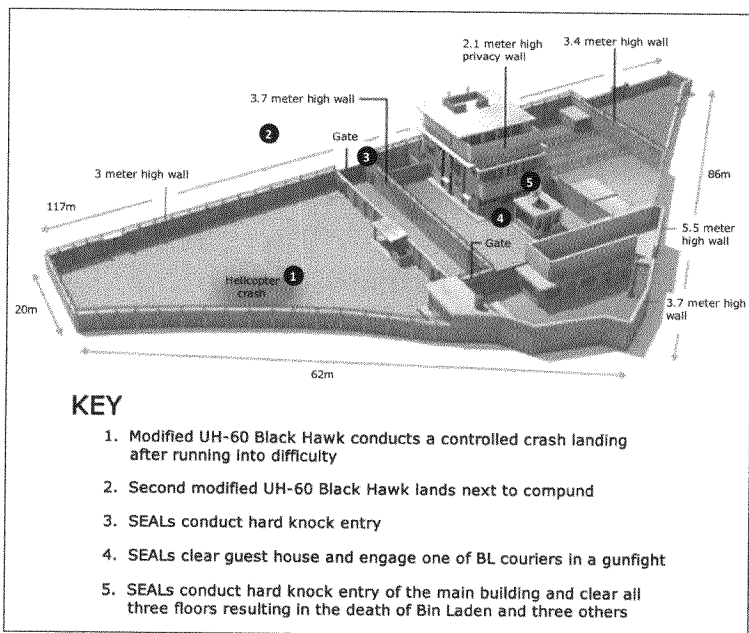 2.1 meter high
privacy wall
3.4 meter high wall
3.7 meter high wall
2
Gate
3
3 meter high wall
5
86m
117m
4
5.5 meter
high wall
Gate
1
Helicopter
crash
20m
3.7 meter high
wall
62m
KEY
1. Modified UH-60 Black Hawk conducts a controlled crash landing
after running into difficulty
2. Second modified UH-60 Black Hawk lands next to compund
3. SEALs conduct hard knock entry
4. SEALs clear guest house and engage one of BL couriers in a gunfight
5. SEALs conduct hard knock entry of the main building and clear all
three floors resulting in the death of Bin Laden and three others